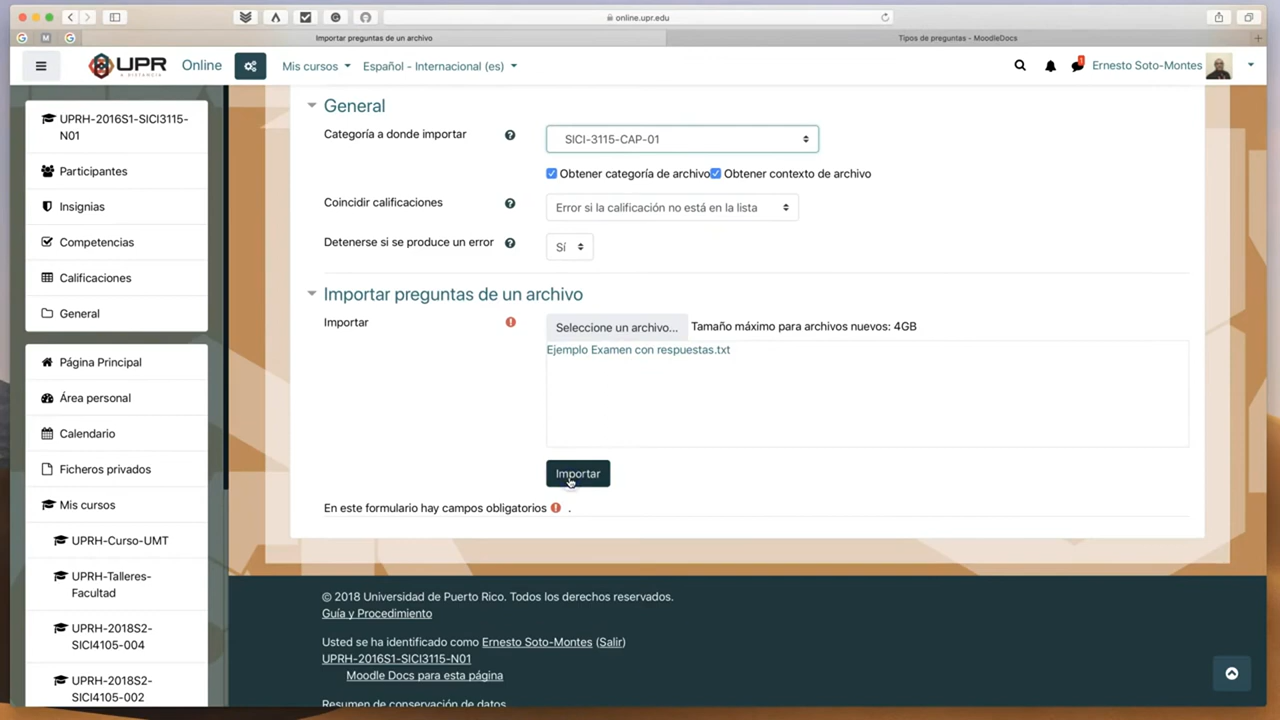 online.upr.edu
G M G Importar preguntas de un archivo Tipos de preguntas - MoodleDocs
UPR Online Mis cursos Español - Internacional (es) 1 Ernesto Soto-Montes
UPRH-2016S1-SICI3115-
N01
Participantes
Insignias
Competencias
Calificaciones
General
Página Principal
Área personal
Calendario
Ficheros privados
Mis cursos
UPRH-Curso-UMT
UPRH-Talleres-
Facultad
UPRH-2018S2-
SICI4105-004
UPRH-2018S2-
SICI4105-002
General
Categoría a donde importar SICI-3115-CAP-01
Obtener categoría de archivo Obtener contexto de archivo
Coincidir calificaciones Error si la calificación no está en la lista
Detenerse si se produce un error Sí
Importar preguntas de un archivo
Importar Seleccione un archivo... Tamaño máximo para archivos nuevos: 4GB
Ejemplo Examen con respuestas.txt
Importar
En este formulario hay campos obligatorios .
© 2018 Universidad de Puerto Rico. Todos los derechos reservados.
Guía y Procedimiento
Usted se ha identificado como Ernesto Soto-Montes (Salir)
UPRH-2016S1-SICI3115-N01
Moodle Docs para esta página
Resumen de conservación de datos